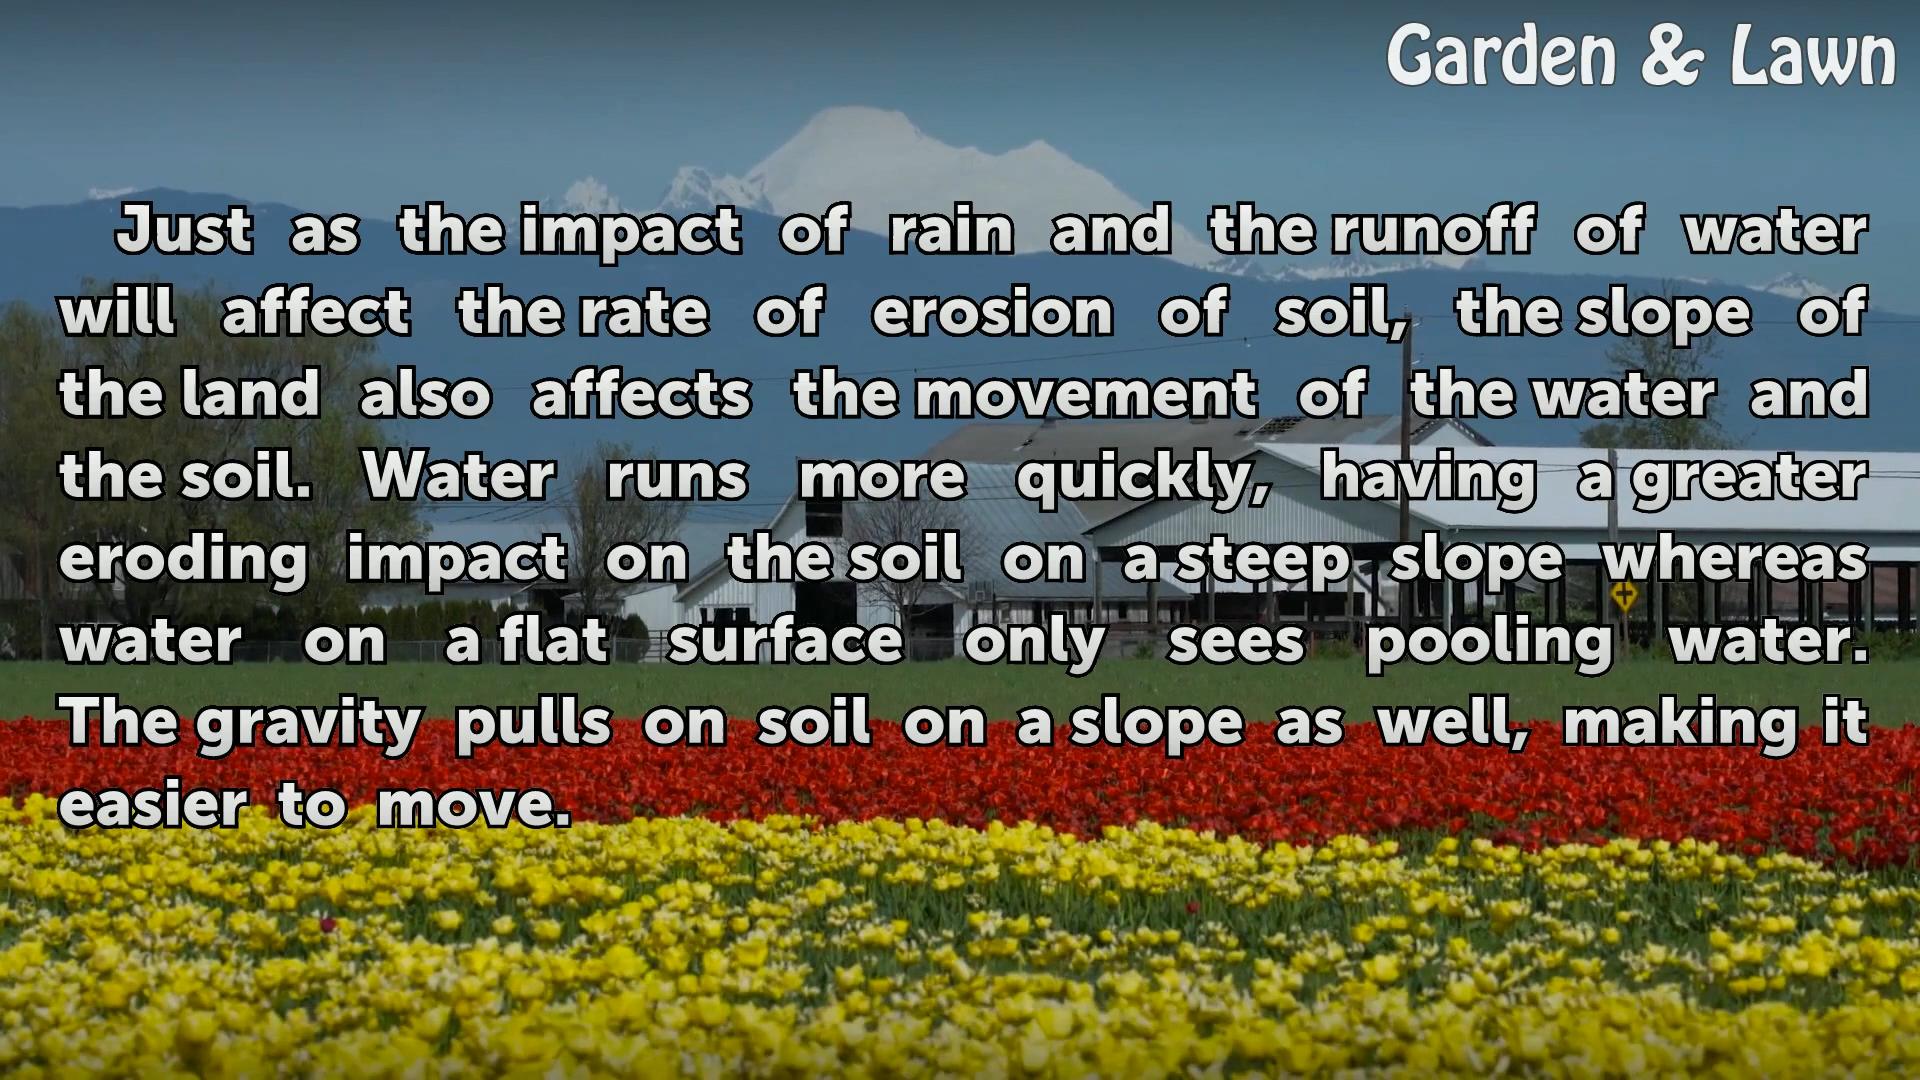 Garden & Lawn
Just as the impact of rain and the runoff of water
will affect the rate of erosion of soil, the slope of
the land also affects the movement of the water and
the soil. Water runs more quickly, having a greater
eroding impact on the soil on a steep slope whereas
water on a flat surface only sees pooling water.
The gravity pulls on soil on a slope as well, making it
easier to move.